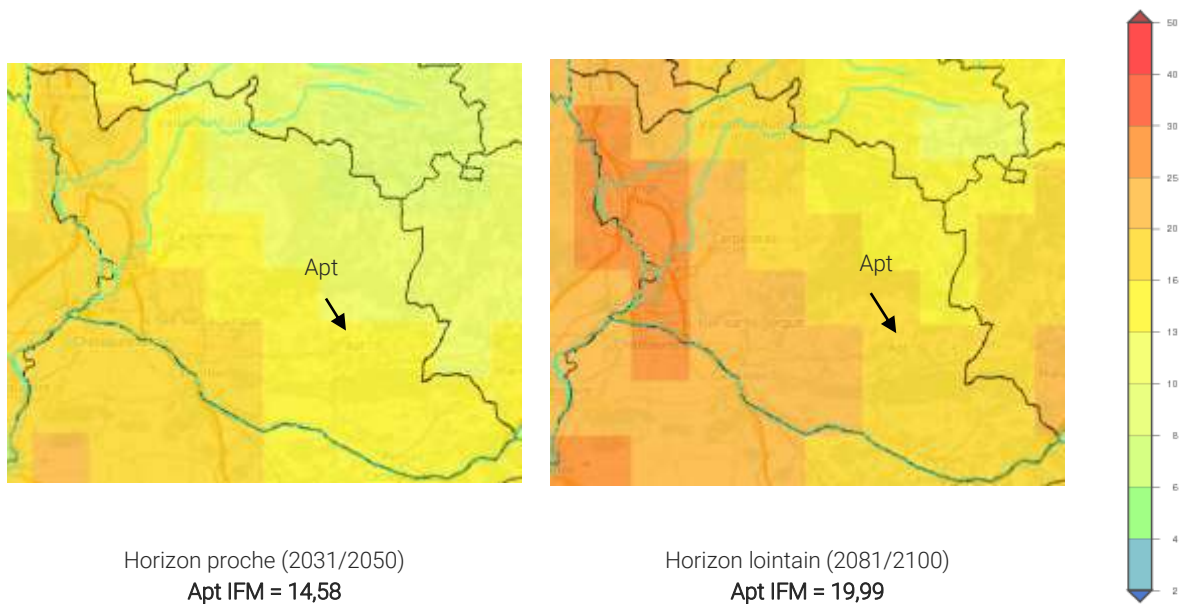 50
40
30
25
20
16
13
10
8
6
4
2
Apt
Apt
Horizon proche (2031/2050)
Apt IFM = 14,58
Horizon lointain (2081/2100)
Apt IFM = 19,99